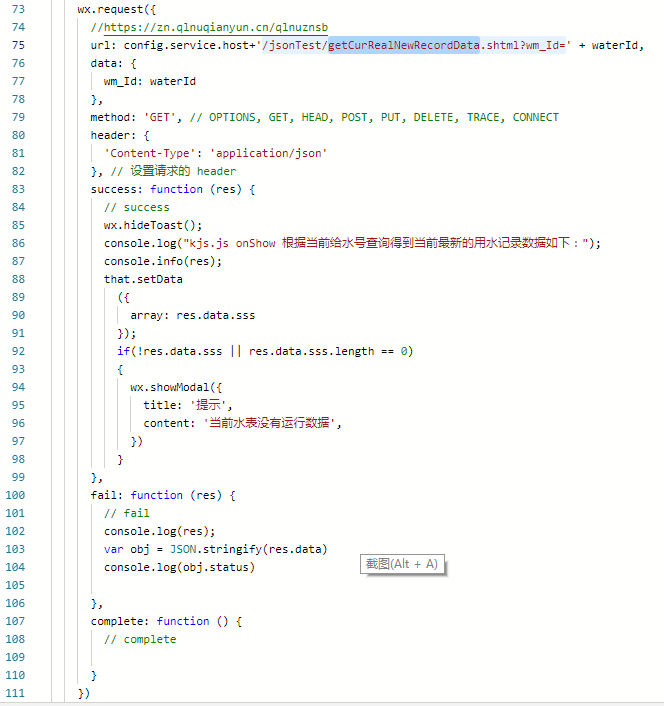 73 wx.request({
74 //https://zn.qlnuqianyun.cn/qlnuznsb
75 url: config.service.host+'/jsonTest/getCurRealNewRecordData.shtml?wm_Id=' + waterId,
76 data: {
77 wm_Id: waterId
78 },
79 method: 'GET', // OPTIONS, GET, HEAD, POST, PUT, DELETE, TRACE, CONNECT
80 header: {
81 'Content-Type': 'application/json'
82 }, // 设置请求的 header
83 success: function (res) {
84 // success
85 wx.hideToast();
86 console.log("kjs.js onShow 根据当前给水号查询得到当前最新的用水记录数据如下：");
87 console.info(res);
88 that.setData
89 ({
90 array: res.data.sss
91 });
92 if(!res.data.sss || res.data.sss.length == 0)
93 {
94 wx.showModal({
95 title: '提示',
96 content: '当前水表没有运行数据',
97 })
98 }
99 },
100 fail: function (res) {
101 // fail
102 console.log(res);
103 var obj = JSON.stringify(res.data)
104 console.log(obj.status)
截图(Alt + A)
105
106 },
107 complete: function () {
108 // complete
109
110 }
111 })